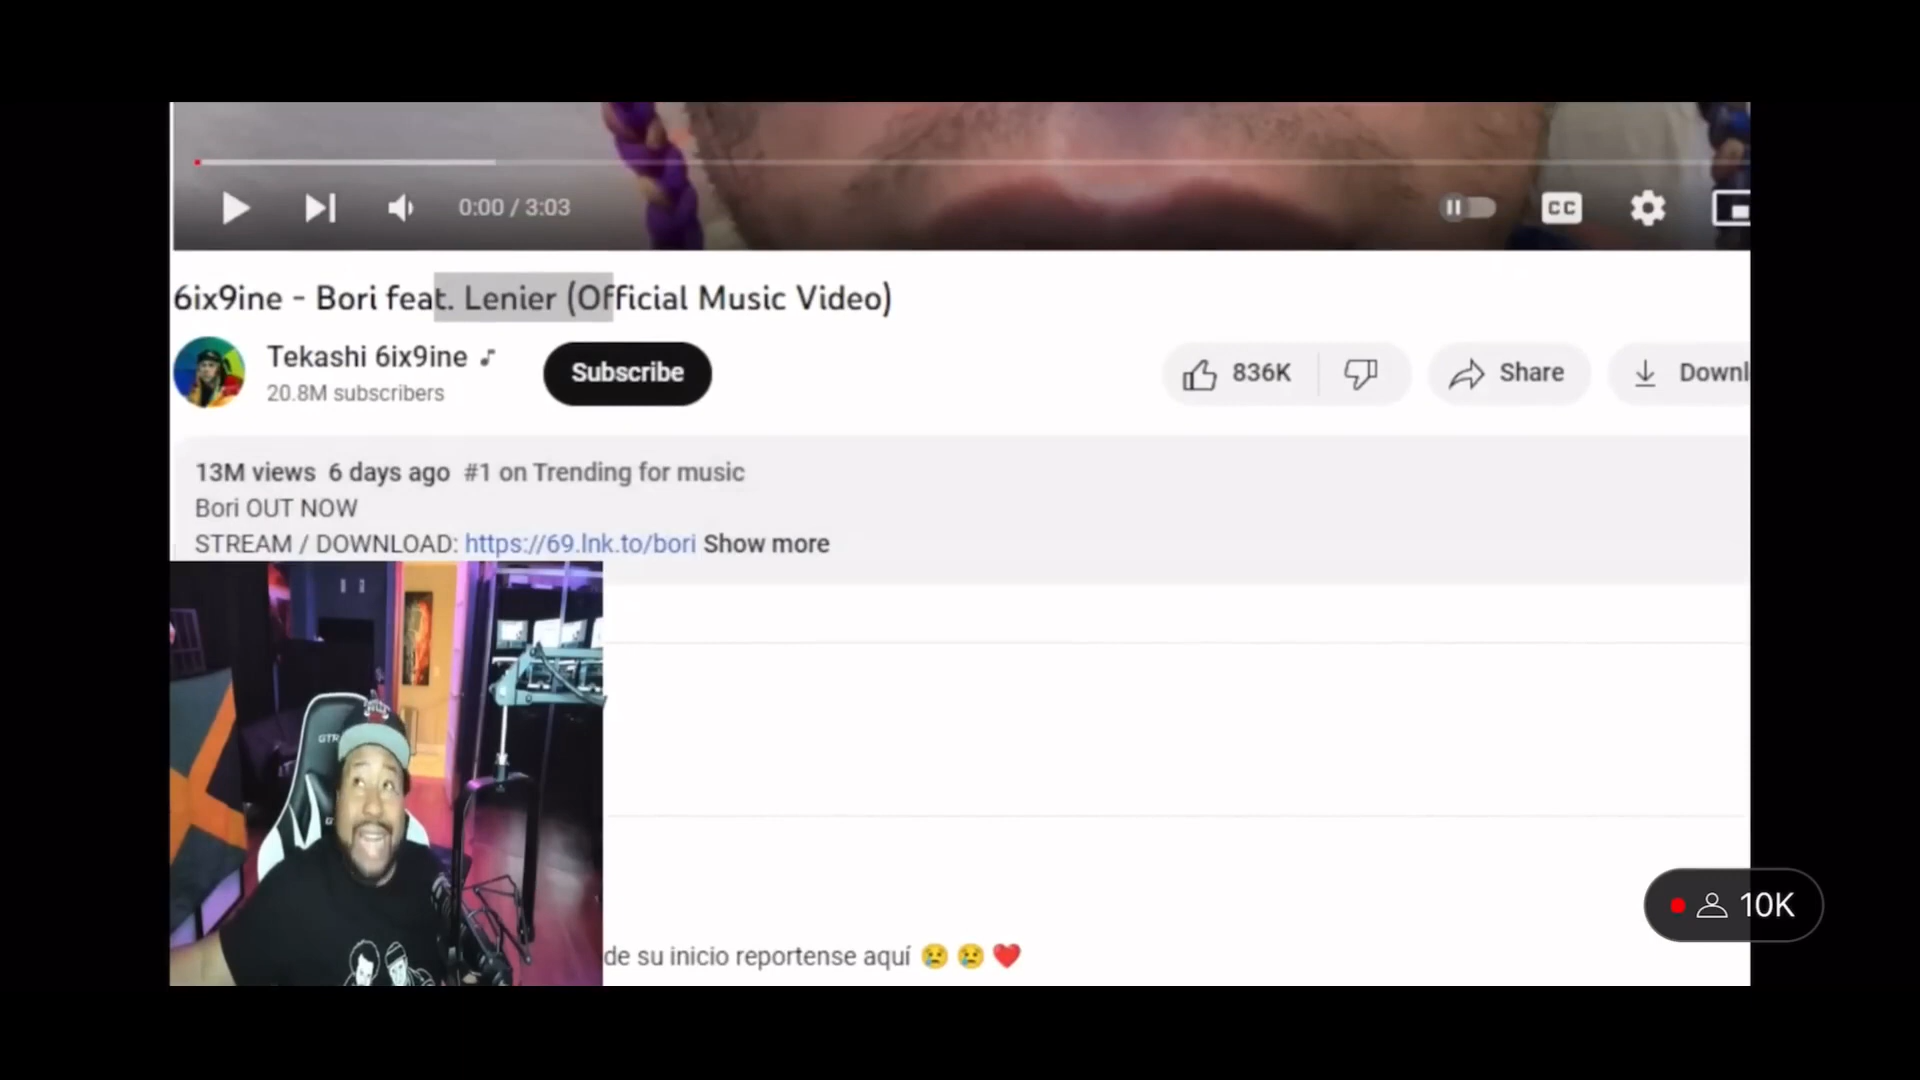 0:00 / 3:03
CC
6ix9ine - Bori feat. Lenier (Official Music Video)
Tekashi 6ix9ine
20.8M subscribers
Subscribe
836K
Share
Downl
13M views 6 days ago #1 on Trending for music
Bori OUT NOW
STREAM / DOWNLOAD: https://69.lnk.to/bori Show more
GTR
10K
de su inicio reportense aquí 😢 😢 ❤️